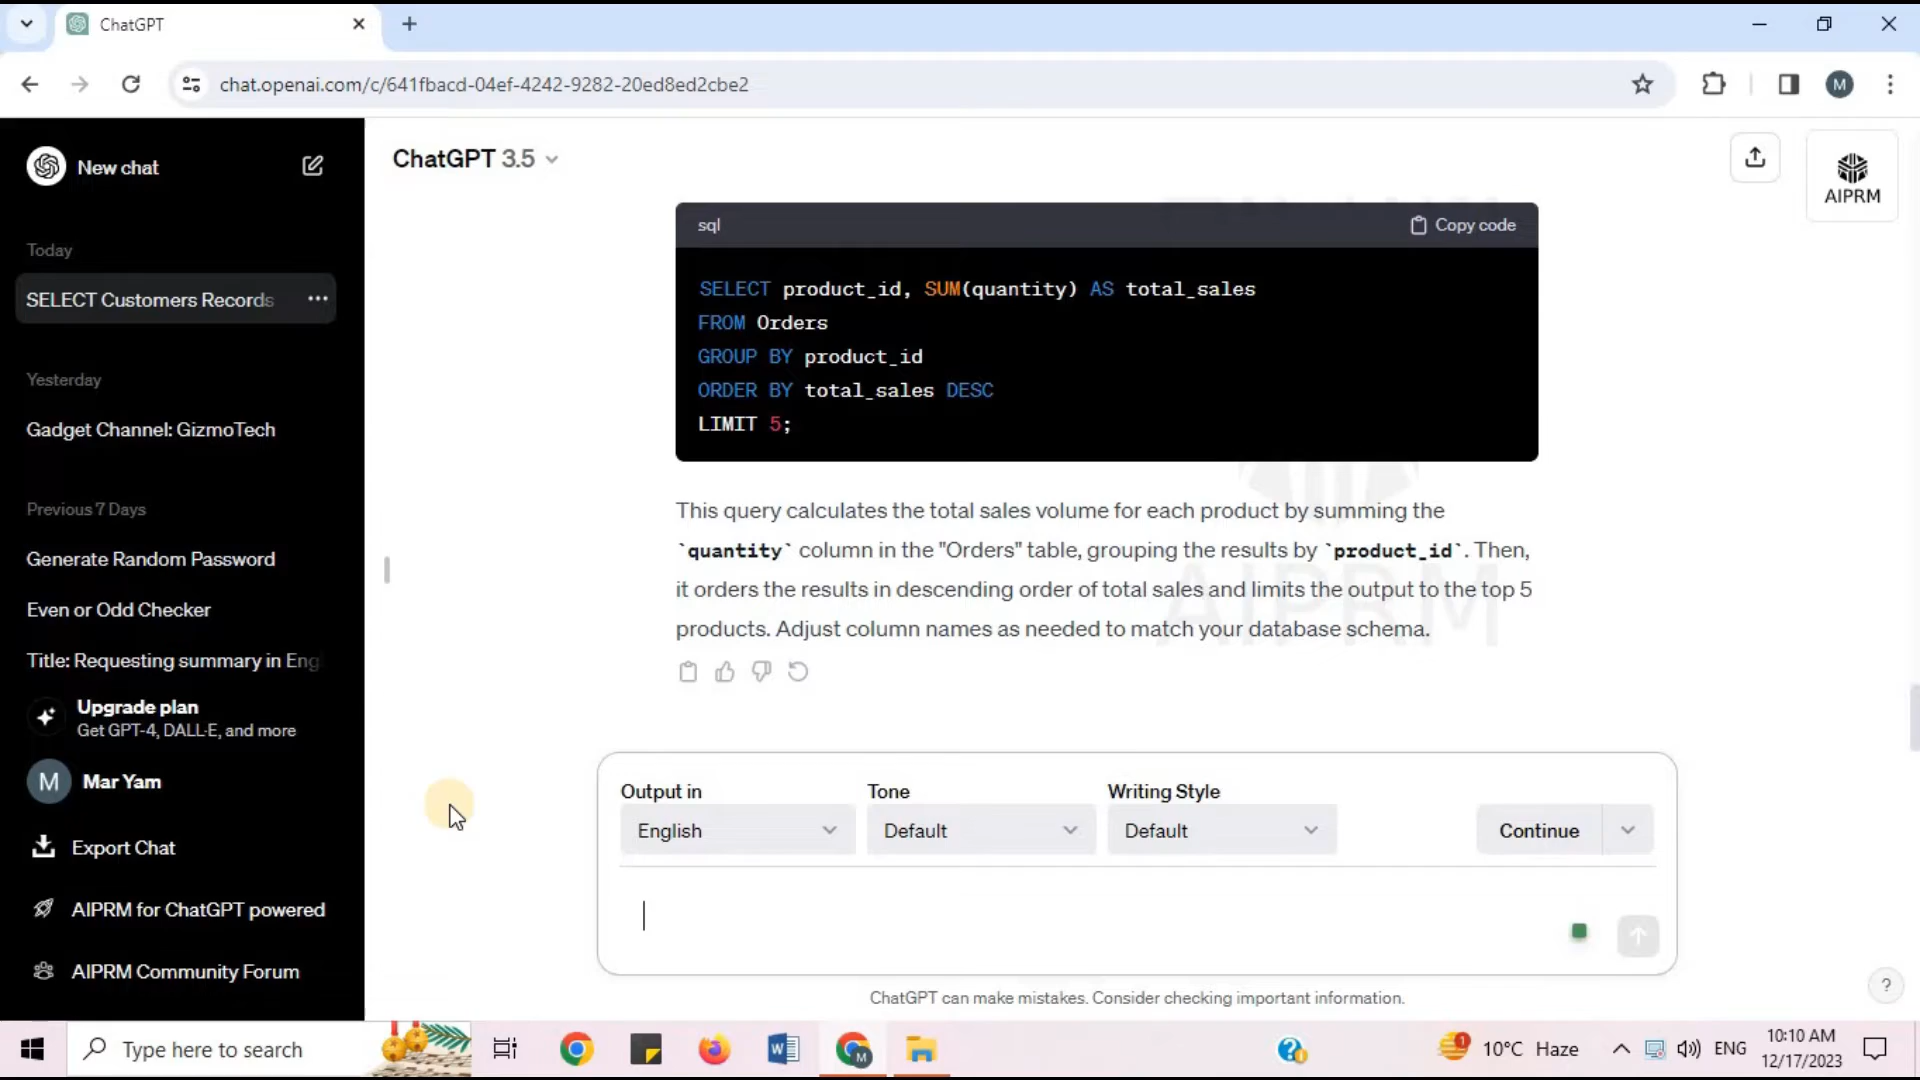 ChatGPT
chat.openai.com/c/641fbacd-04ef-4242-9282-20ed8ed2cbe2
M
New chat
ChatGPT 3.5
AIPRM
Today
SELECT Customers Records
Yesterday
Gadget Channel: GizmoTech
Previous 7 Days
Generate Random Password
Even or Odd Checker
Title: Requesting summary in Eng
Upgrade plan
Get GPT-4, DALL·E, and more
M
Mar Yam
Export Chat
AIPRM for ChatGPT powered
AIPRM Community Forum
sql
Copy code
SELECT product_id, SUM(quantity) AS total_sales
FROM Orders
GROUP BY product_id
ORDER BY total_sales DESC
LIMIT 5;
This query calculates the total sales volume for each product by summing the
`quantity` column in the "Orders" table, grouping the results by `product_id`. Then,
it orders the results in descending order of total sales and limits the output to the top 5
products. Adjust column names as needed to match your database schema.
AIPRM
Output in
Tone
Writing Style
English
Default
Default
Continue
ChatGPT can make mistakes. Consider checking important information.
?
Type here to search
M
1
10°C Haze
ENG
10:10 AM
12/17/2023